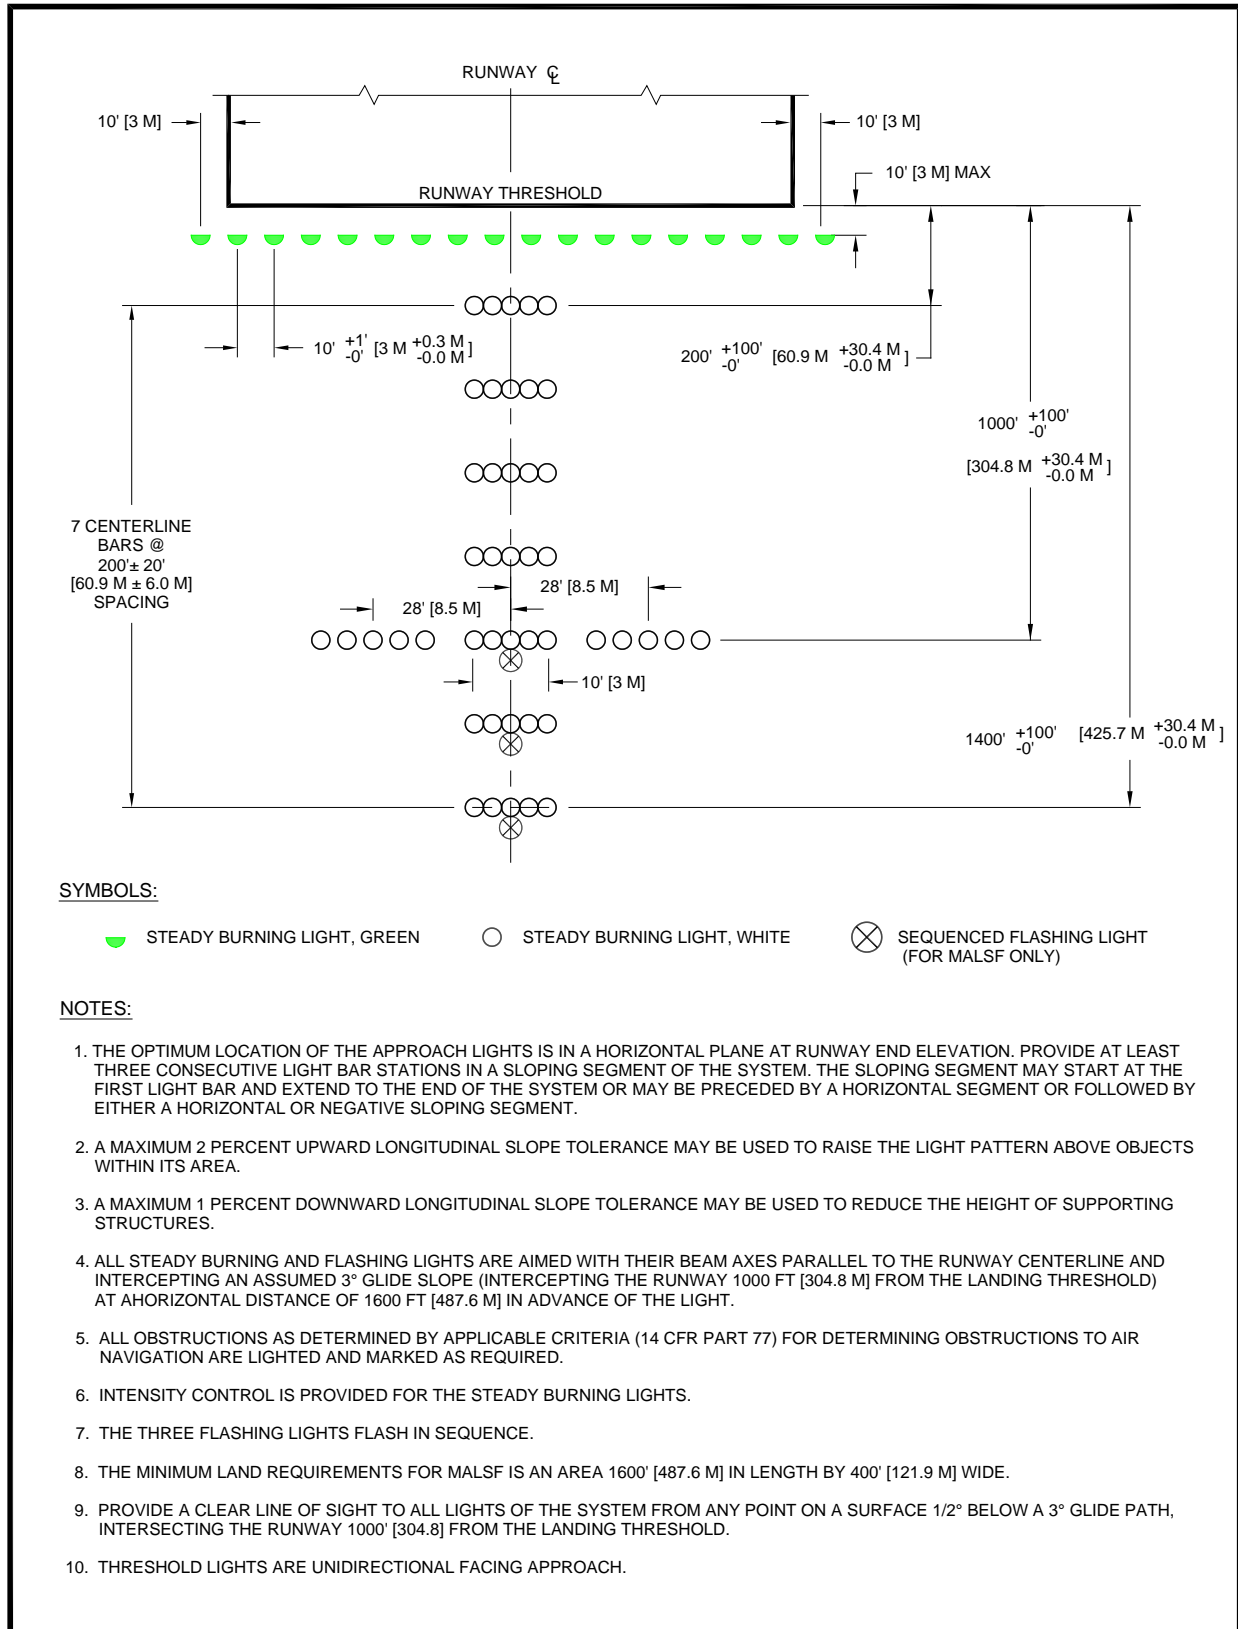 RUNWAY ℄
10' [3 M]
10' [3 M]
10' [3 M] MAX
RUNWAY THRESHOLD
10' +1' -0' [3 M +0.3 M -0.0 M]
200' +100' -0' [60.9 M +30.4 M -0.0 M]
1000' +100' -0'
[304.8 M +30.4 M -0.0 M]
7 CENTERLINE
BARS @
200'± 20'
[60.9 M ± 6.0 M]
SPACING
28' [8.5 M]
28' [8.5 M]
10' [3 M]
1400' +100' -0' [425.7 M +30.4 M -0.0 M]
SYMBOLS:
STEADY BURNING LIGHT, GREEN
STEADY BURNING LIGHT, WHITE
SEQUENCED FLASHING LIGHT
(FOR MALSF ONLY)
NOTES:
1. THE OPTIMUM LOCATION OF THE APPROACH LIGHTS IS IN A HORIZONTAL PLANE AT RUNWAY END ELEVATION. PROVIDE AT LEAST
THREE CONSECUTIVE LIGHT BAR STATIONS IN A SLOPING SEGMENT OF THE SYSTEM. THE SLOPING SEGMENT MAY START AT THE
FIRST LIGHT BAR AND EXTEND TO THE END OF THE SYSTEM OR MAY BE PRECEDED BY A HORIZONTAL SEGMENT OR FOLLOWED BY
EITHER A HORIZONTAL OR NEGATIVE SLOPING SEGMENT.
2. A MAXIMUM 2 PERCENT UPWARD LONGITUDINAL SLOPE TOLERANCE MAY BE USED TO RAISE THE LIGHT PATTERN ABOVE OBJECTS
WITHIN ITS AREA.
3. A MAXIMUM 1 PERCENT DOWNWARD LONGITUDINAL SLOPE TOLERANCE MAY BE USED TO REDUCE THE HEIGHT OF SUPPORTING
STRUCTURES.
4. ALL STEADY BURNING AND FLASHING LIGHTS ARE AIMED WITH THEIR BEAM AXES PARALLEL TO THE RUNWAY CENTERLINE AND
INTERCEPTING AN ASSUMED 3° GLIDE SLOPE (INTERCEPTING THE RUNWAY 1000 FT [304.8 M] FROM THE LANDING THRESHOLD)
AT AHORIZONTAL DISTANCE OF 1600 FT [487.6 M] IN ADVANCE OF THE LIGHT.
5. ALL OBSTRUCTIONS AS DETERMINED BY APPLICABLE CRITERIA (14 CFR PART 77) FOR DETERMINING OBSTRUCTIONS TO AIR
NAVIGATION ARE LIGHTED AND MARKED AS REQUIRED.
6. INTENSITY CONTROL IS PROVIDED FOR THE STEADY BURNING LIGHTS.
7. THE THREE FLASHING LIGHTS FLASH IN SEQUENCE.
8. THE MINIMUM LAND REQUIREMENTS FOR MALSF IS AN AREA 1600' [487.6 M] IN LENGTH BY 400' [121.9 M] WIDE.
9. PROVIDE A CLEAR LINE OF SIGHT TO ALL LIGHTS OF THE SYSTEM FROM ANY POINT ON A SURFACE 1/2° BELOW A 3° GLIDE PATH,
INTERSECTING THE RUNWAY 1000' [304.8] FROM THE LANDING THRESHOLD.
10. THRESHOLD LIGHTS ARE UNIDIRECTIONAL FACING APPROACH.